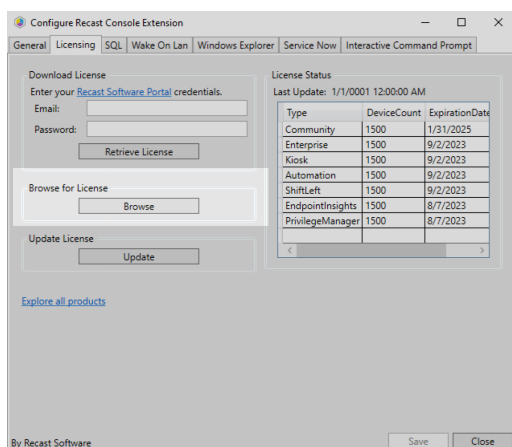 Configure Recast Console Extension
General Licensing SQL Wake On Lan Windows Explorer Service Now Interactive Command Prompt
Download License
Enter your Recast Software Portal credentials.
Email:
Password:
Retrieve License
Browse for License
Browse
Update License
Update
Explore all products
License Status
Last Update: 1/1/0001 12:00:00 AM
Type DeviceCount ExpirationDate
Community 1500 1/31/2025
Enterprise 1500 9/2/2023
Kiosk 1500 9/2/2023
Automation 1500 9/2/2023
ShiftLeft 1500 9/2/2023
EndpointInsights 1500 8/7/2023
PrivilegeManager 1500 8/7/2023
By Recast Software
Save Close